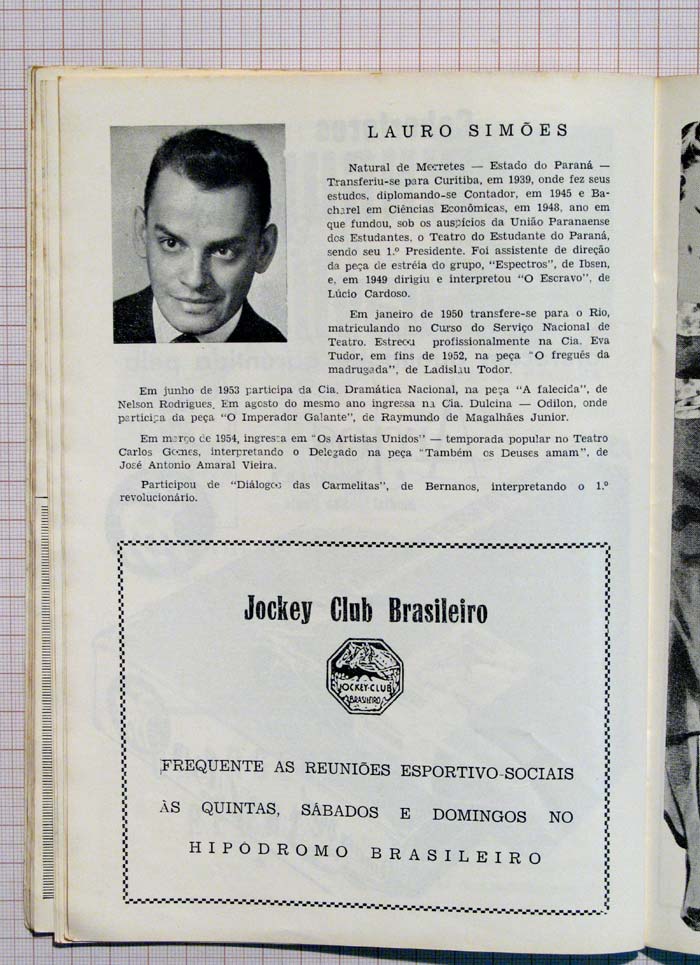 LAURO SIMÕES
Natural de Mecretes — Estado do Paraná —
Transferiu-se para Curitiba, em 1939, onde fez seus
estudos, diplomando-se Contador, em 1945 e Ba-
charel em Ciências Econômicas, em 1948, ano em
que fundou, sob os auspícios da União Paranaense
dos Estudantes, o Teatro do Estudante do Paraná,
sendo seu 1.º Presidente. Foi assistente de direção
da peça de estréia do grupo, "Espectros", de Ibsen,
e, em 1949 dirigiu e interpretou "O Escravo", de
Lúcio Cardoso.
Em janeiro de 1950 transfere-se para o Rio,
matriculando no Curso do Serviço Nacional de
Teatro. Estreou profissionalmente na Cia. Eva
Tudor, em fins de 1952, na peça "O freguês da
madrugada", de Ladislau Todor.
Em junho de 1953 participa da Cia. Dramática Nacional, na peça "A falecida", de
Nelson Rodrigues. Em agosto do mesmo ano ingressa na Cia. Dulcina — Odilon, onde
participa da peça "O Imperador Galante", de Raymundo de Magalhães Junior.
Em março de 1954, ingressa em "Os Artistas Unidos" — temporada popular no Teatro
Carlos Gomes, interpretando o Delegado na peça "Também os Deuses amam", de
José Antonio Amaral Vieira.
Participou de "Diálogos das Carmelitas", de Bernanos, interpretando o 1.º
revolucionário.
Jockey Club Brasileiro
JOCKEY-CLUB
BRASILEIRO
FREQUENTE AS REUNIÕES ESPORTIVO-SOCIAIS
ÀS QUINTAS, SÁBADOS E DOMINGOS NO
HIPÓDROMO BRASILEIRO